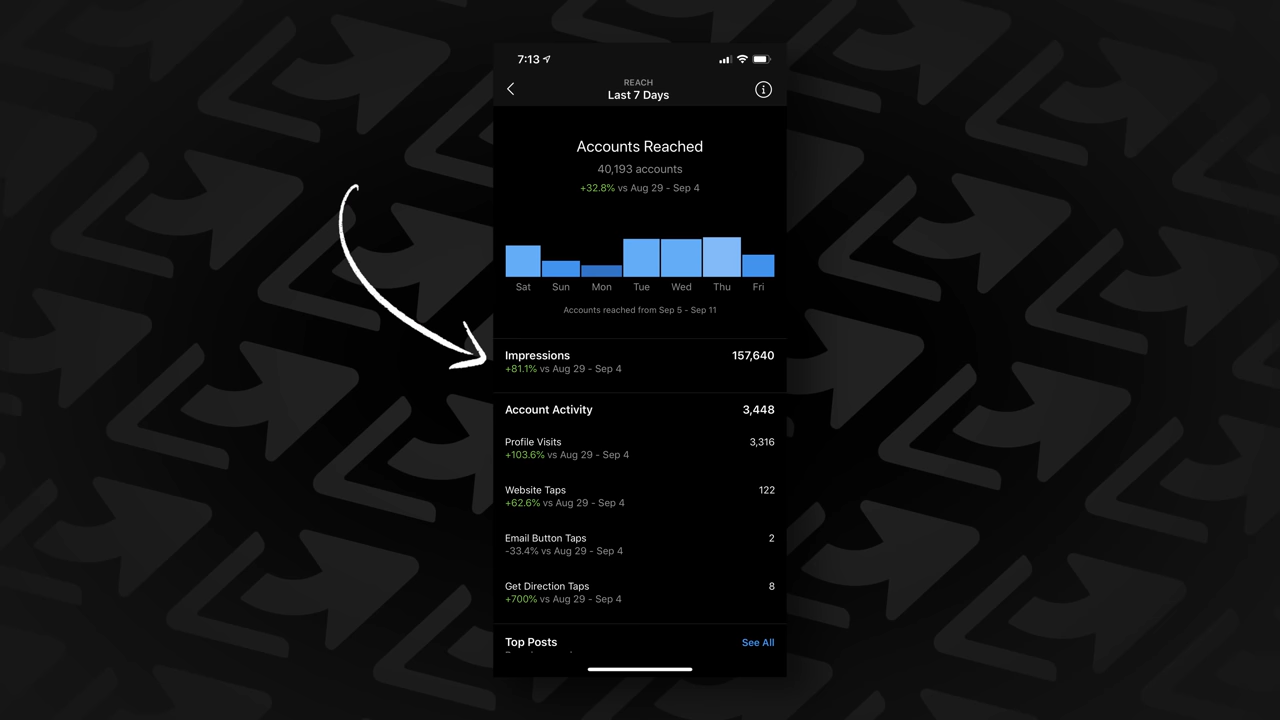 7:13
REACH
Last 7 Days
Accounts Reached
40,193 accounts
+32.8% vs Aug 29 - Sep 4
Sat Sun Mon Tue Wed Thu Fri
Accounts reached from Sep 5 - Sep 11
Impressions 157,640
+81.1% vs Aug 29 - Sep 4
Account Activity 3,448
Profile Visits 3,316
+103.6% vs Aug 29 - Sep 4
Website Taps 122
+62.6% vs Aug 29 - Sep 4
Email Button Taps 2
-33.4% vs Aug 29 - Sep 4
Get Direction Taps 8
+700% vs Aug 29 - Sep 4
Top Posts See All